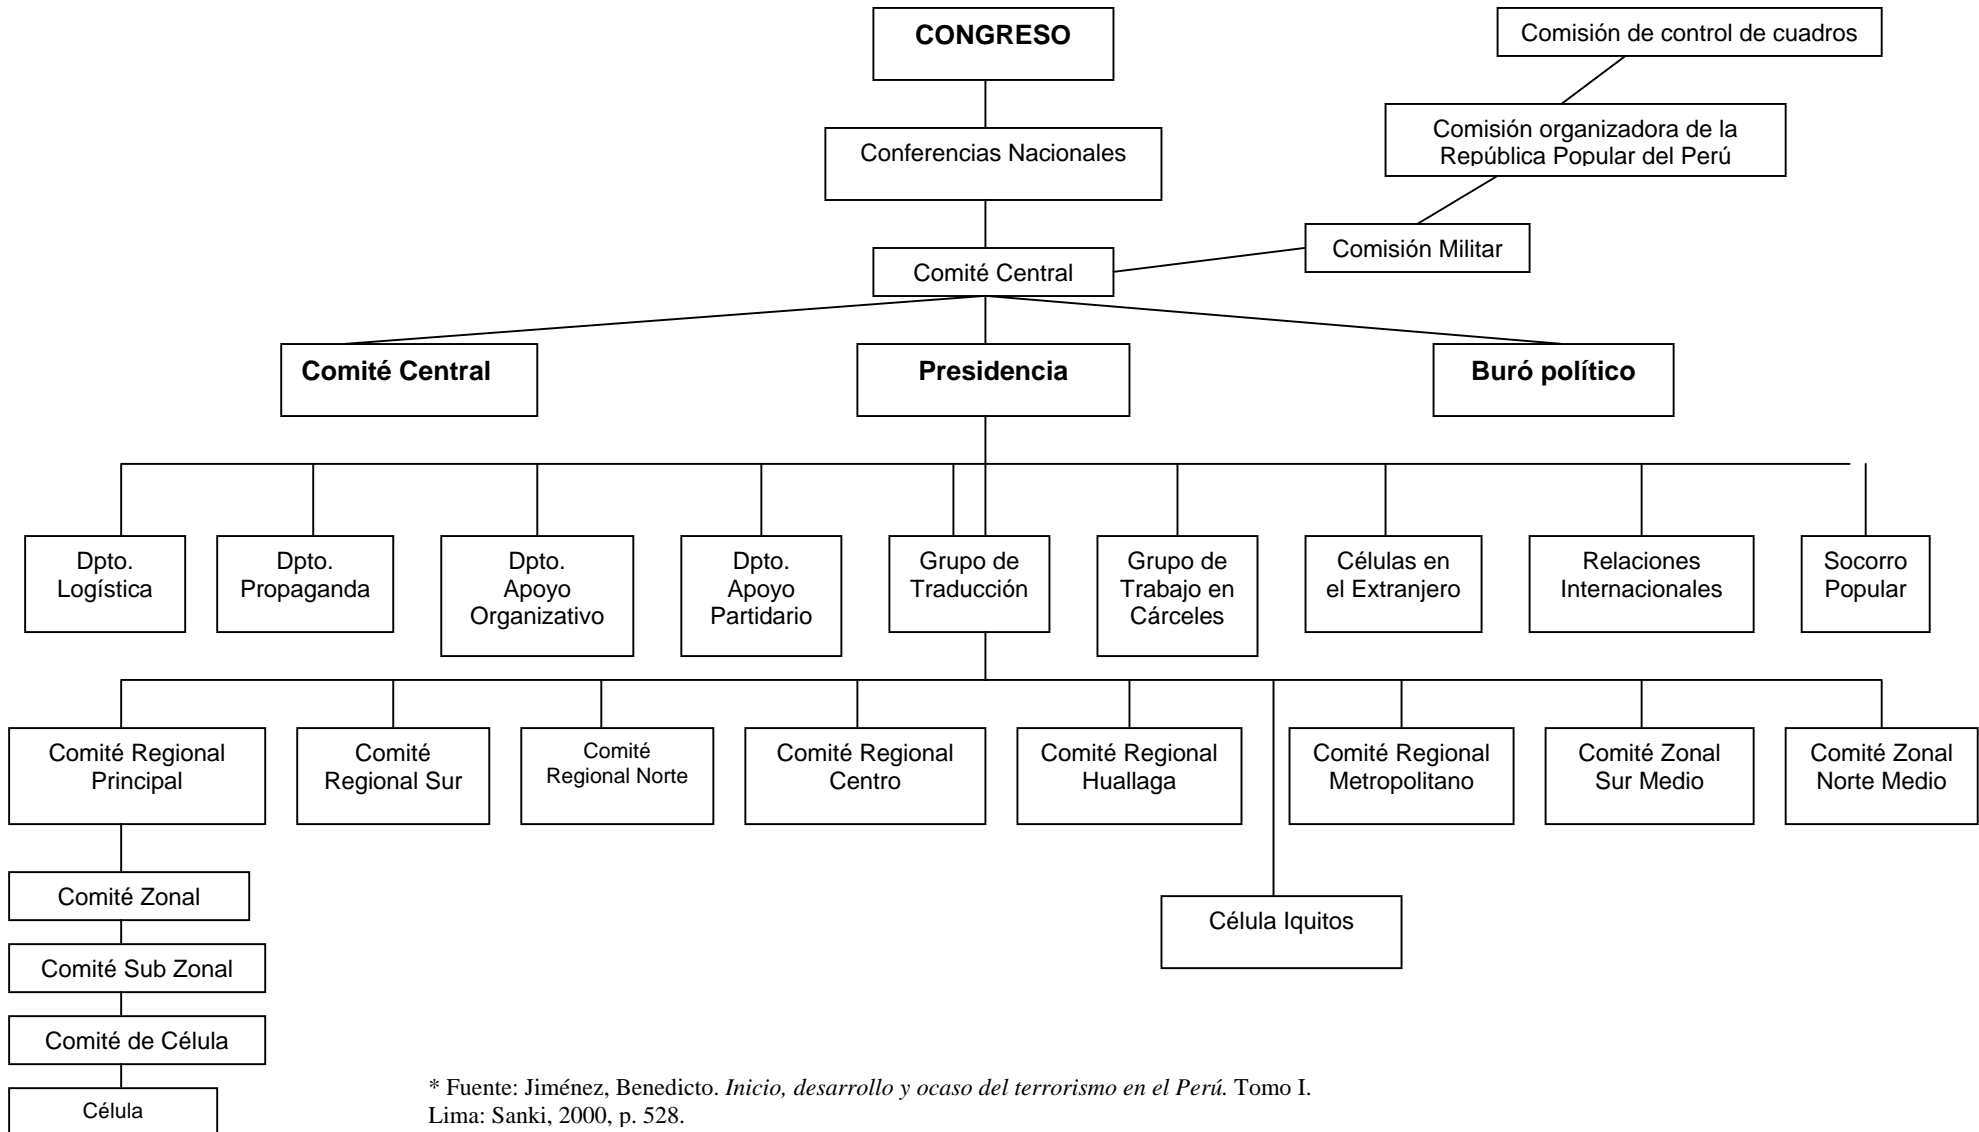 CONGRESO
Comisión de control de cuadros
Comisión organizadora de la
República Popular del Perú
Conferencias Nacionales
Comisión Militar
Comité Central
Comité Central
Presidencia
Buró político
Dpto.
Logística
Dpto.
Propaganda
Dpto.
Apoyo
Organizativo
Dpto.
Apoyo
Partidario
Grupo de
Traducción
Grupo de
Trabajo en
Cárceles
Células en
el Extranjero
Relaciones
Internacionales
Socorro
Popular
Comité Regional
Principal
Comité
Regional Sur
Comité
Regional Norte
Comité Regional
Centro
Comité Regional
Huallaga
Comité Regional
Metropolitano
Comité Zonal
Sur Medio
Comité Zonal
Norte Medio
Comité Zonal
Célula Iquitos
Comité Sub Zonal
Comité de Célula
Célula
* Fuente: Jiménez, Benedicto. Inicio, desarrollo y ocaso del terrorismo en el Perú. Tomo I.
Lima: Sanki, 2000, p. 528.